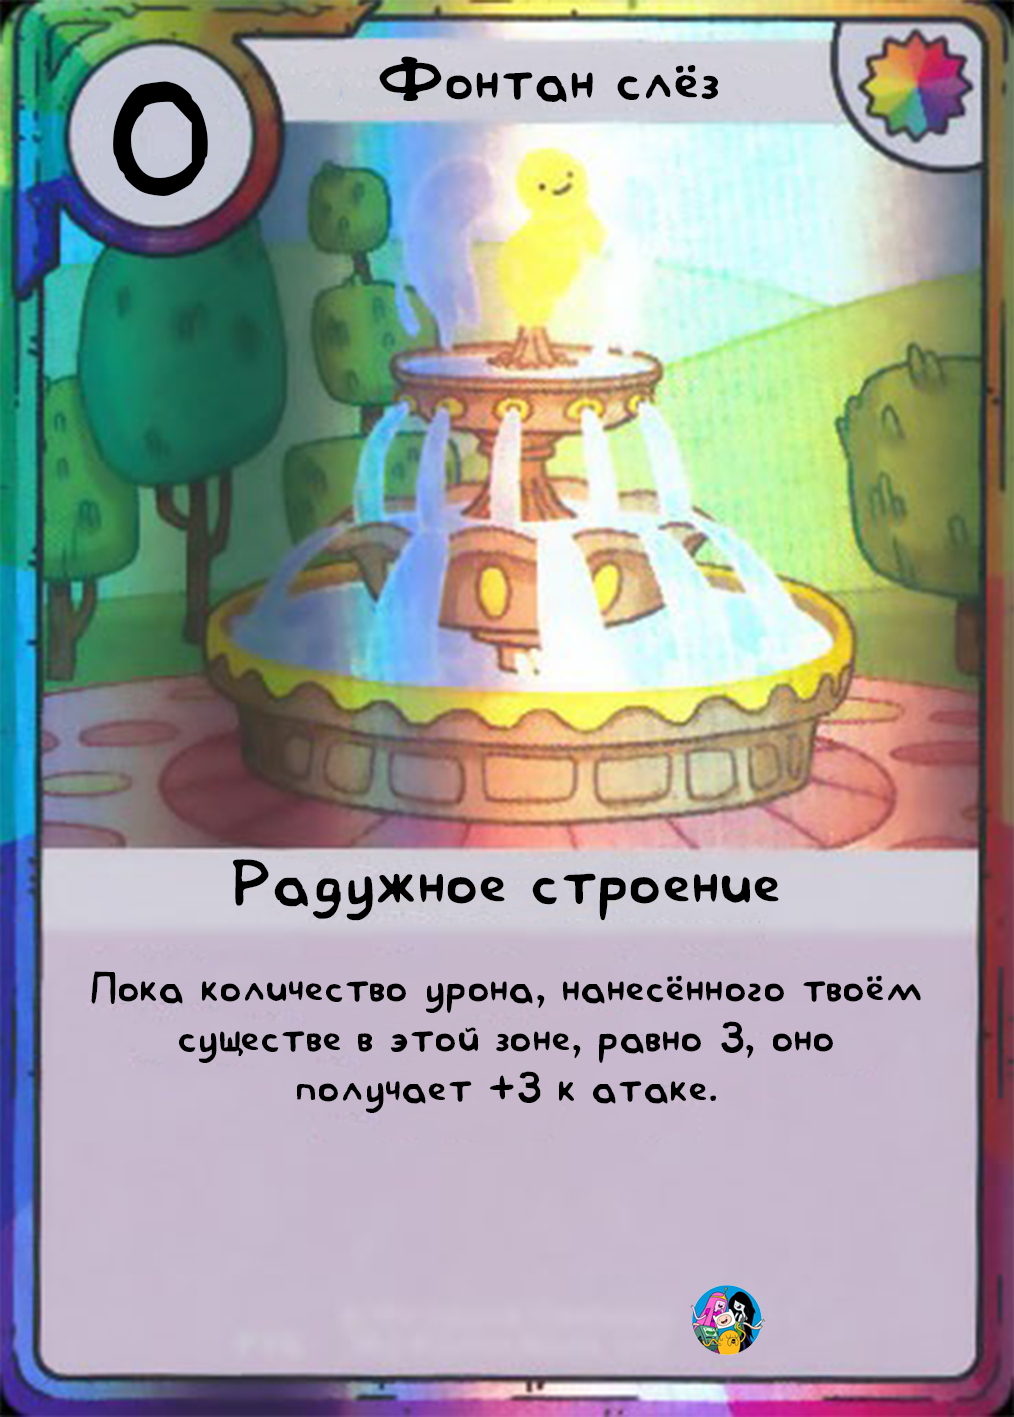 0
Фонтан слёз
Радужное строение
Пока количество урона, нанесённого твоём
существе в этой зоне, равно 3, оно
получает +3 к атаке.